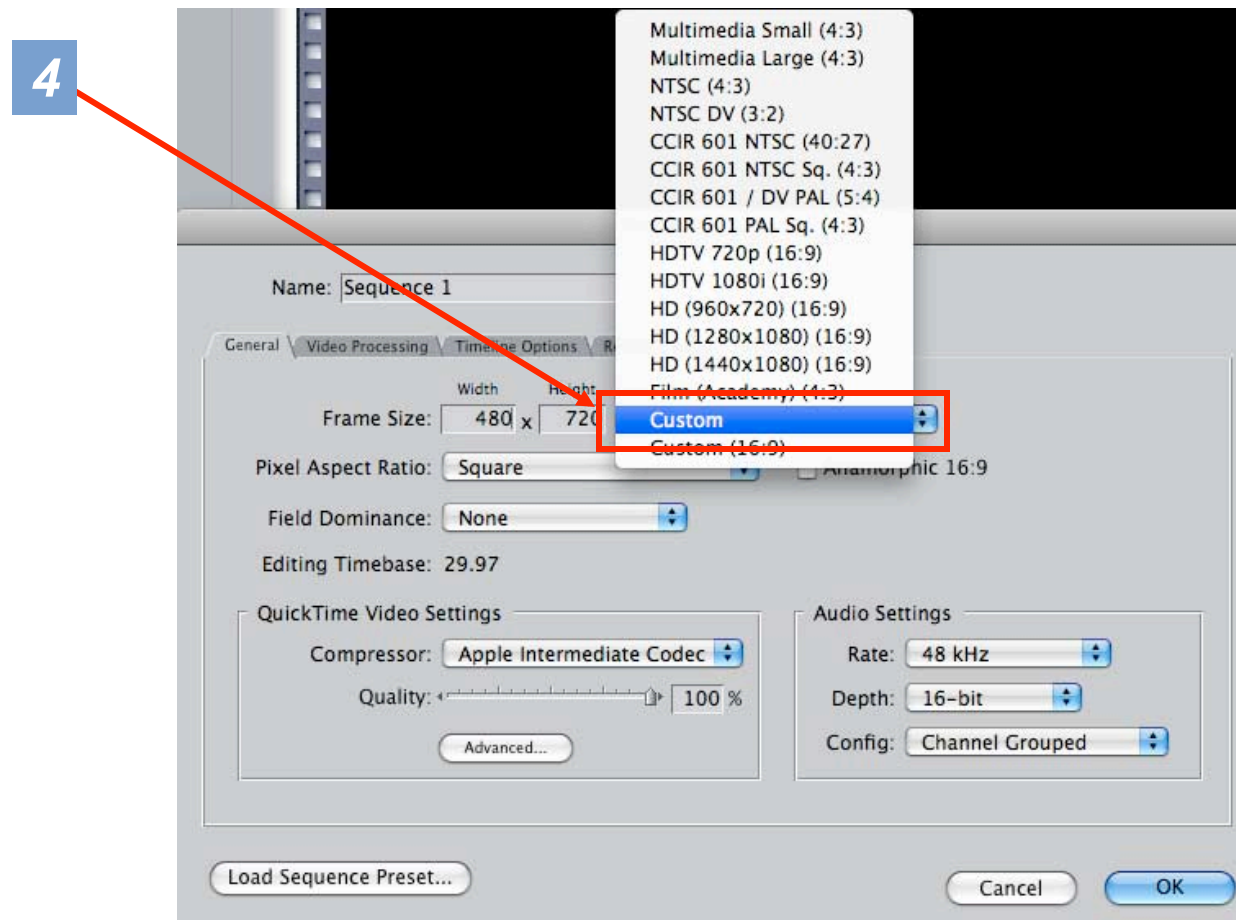 4
Multimedia Small (4:3)
Multimedia Large (4:3)
NTSC (4:3)
NTSC DV (3:2)
CCIR 601 NTSC (40:27)
CCIR 601 NTSC Sq. (4:3)
CCIR 601 / DV PAL (5:4)
CCIR 601 PAL Sq. (4:3)
HDTV 720p (16:9)
HDTV 1080i (16:9)
HD (960x720) (16:9)
HD (1280x1080) (16:9)
HD (1440x1080) (16:9)
Film (Academy) (4:3)
Custom
Custom (16:9)
Name: Sequence 1
General Video Processing Timeline Options
Width Height
Frame Size: 480 x 720
Pixel Aspect Ratio: Square Anamorphic 16:9
Field Dominance: None
Editing Timebase: 29.97
QuickTime Video Settings
Compressor: Apple Intermediate Codec
Quality: 100 %
Advanced...
Audio Settings
Rate: 48 kHz
Depth: 16-bit
Config: Channel Grouped
Load Sequence Preset...
Cancel OK